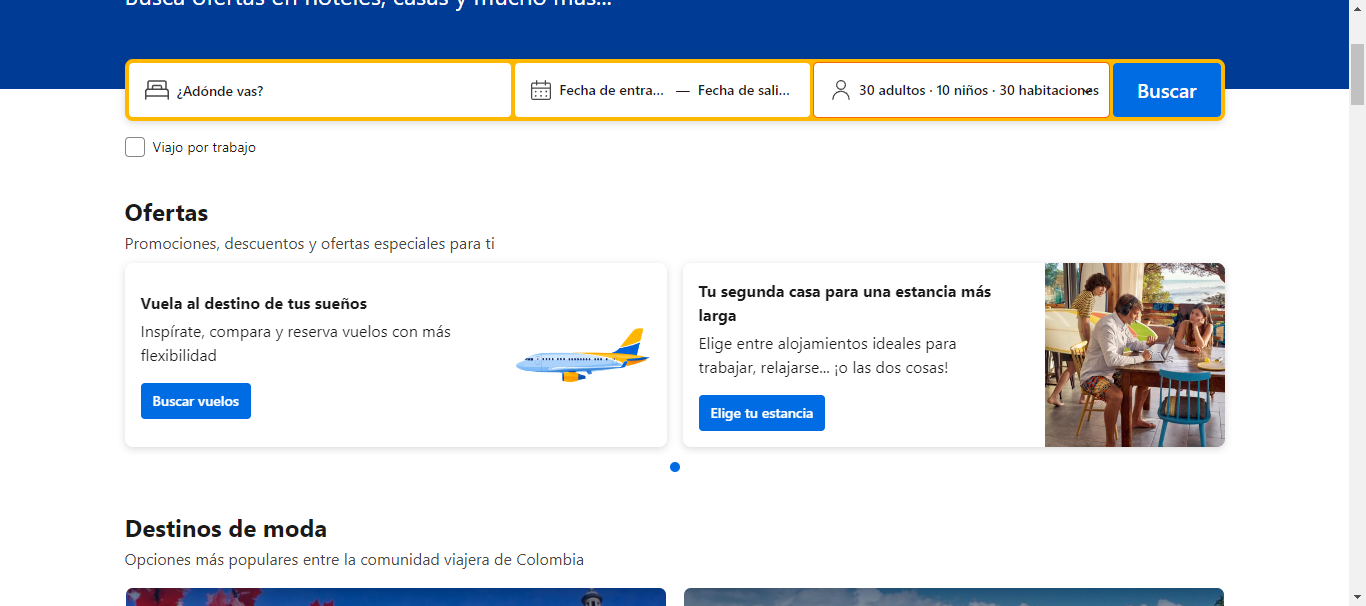 Busca ofertas en hoteles, casas y mucho más...
¿Adónde vas?
Fecha de entra... — Fecha de sali...
30 adultos · 10 niños · 30 habitaciones
Buscar
Viajo por trabajo
Ofertas
Promociones, descuentos y ofertas especiales para ti
Vuela al destino de tus sueños
Inspírate, compara y reserva vuelos con más
flexibilidad
Buscar vuelos
Tu segunda casa para una estancia más
larga
Elige entre alojamientos ideales para
trabajar, relajarse... ¡o las dos cosas!
Elige tu estancia
Destinos de moda
Opciones más populares entre la comunidad viajera de Colombia